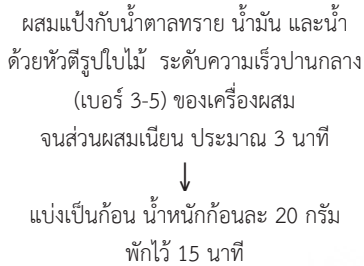 ผสมแป้งกับน้ำตาลทราย น้ำมัน และน้ำ
ด้วยหัวตีรูปใบไม้ ระดับความเร็วปานกลาง
(เบอร์ 3-5) ของเครื่องผสม
จนส่วนผสมเนียน ประมาณ 3 นาที
↓
แบ่งเป็นก้อน น้ำหนักก้อนละ 20 กรัม
พักไว้ 15 นาที